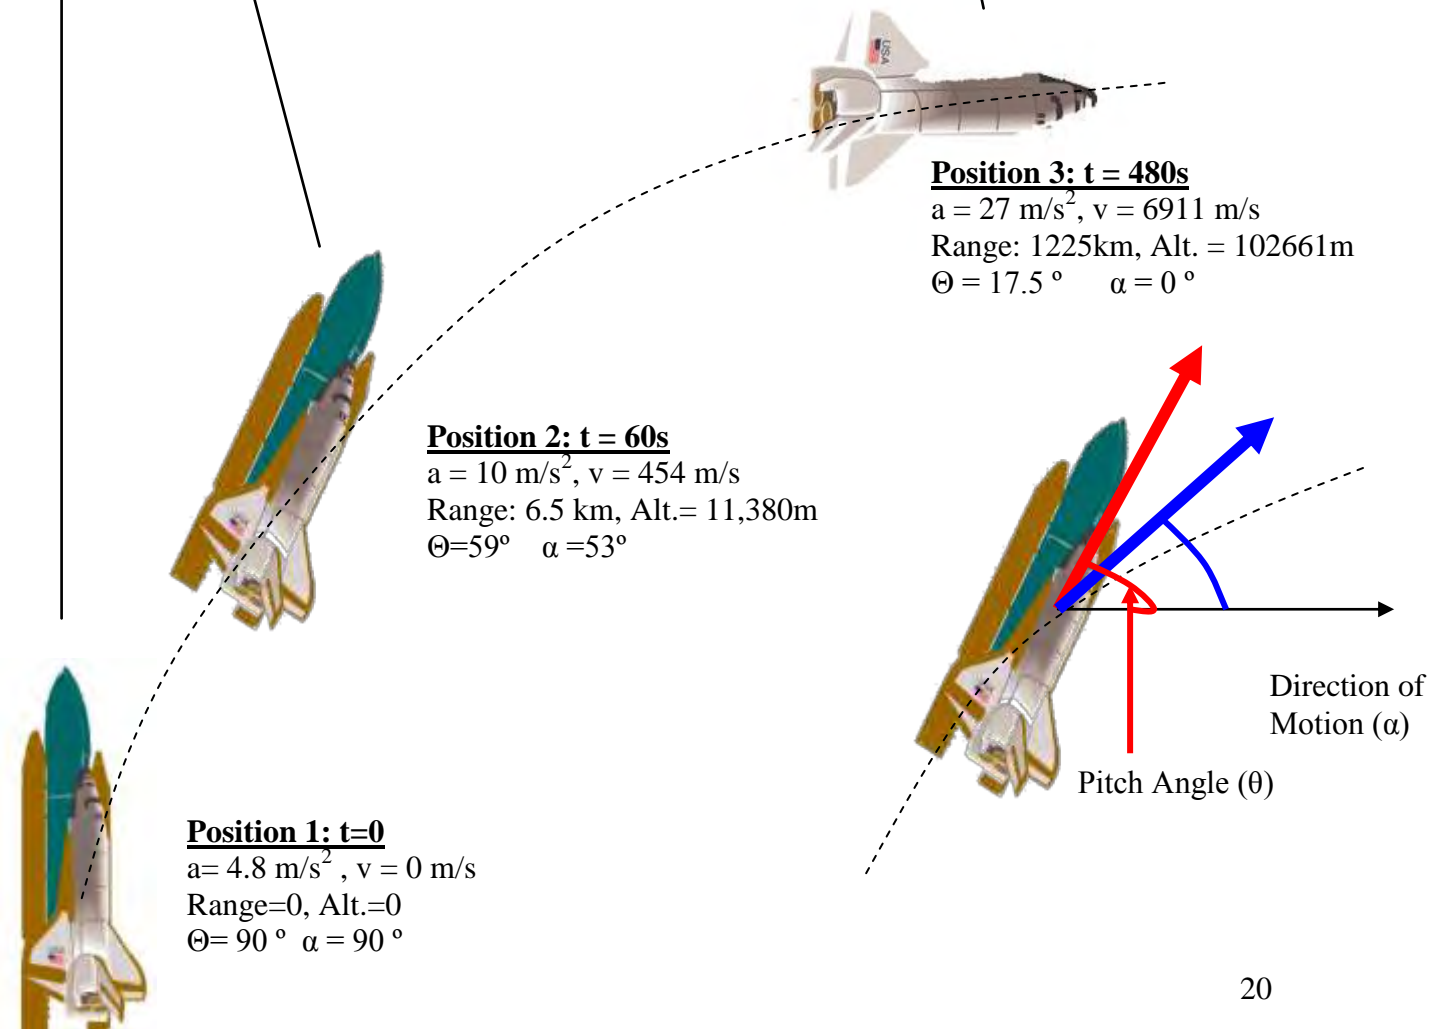 USA
Position 3: t = 480s
a = 27 m/s², v = 6911 m/s
Range: 1225km, Alt. = 102661m
Θ = 17.5 º α = 0 º
Position 2: t = 60s
a = 10 m/s², v = 454 m/s
Range: 6.5 km, Alt.= 11,380m
Θ=59º α =53º
Direction of
Motion (α)
Pitch Angle (θ)
Position 1: t=0
a= 4.8 m/s² , v = 0 m/s
Range=0, Alt.=0
Θ= 90 º α = 90 º
20